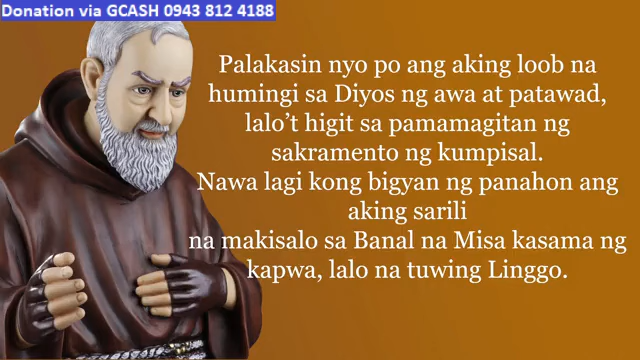 Donation via GCASH 0943 812 4188
Palakasin nyo po ang aking loob na
humingi sa Diyos ng awa at patawad,
lalo’t higit sa pamamagitan ng
sakramento ng kumpisal.
Nawa lagi kong bigyan ng panahon ang
aking sarili
na makisalo sa Banal na Misa kasama ng
kapwa, lalo na tuwing Linggo.